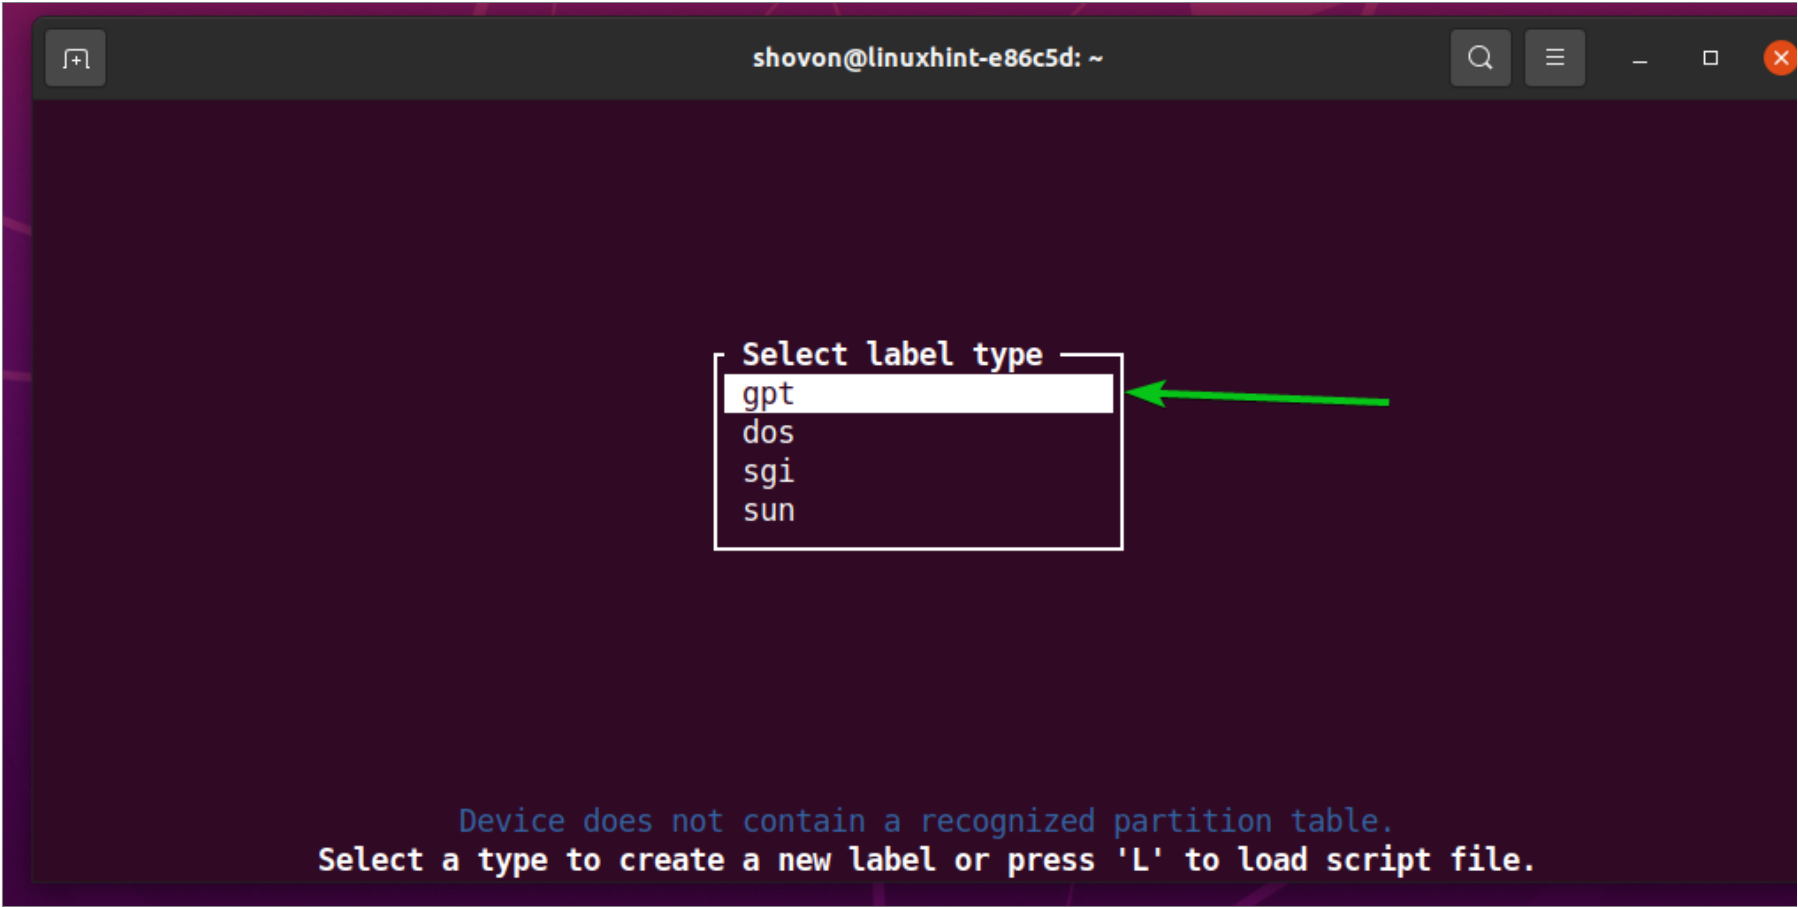 shovon@linuxhint-e86c5d: ~
Select label type
gpt
dos
sgi
sun
Device does not contain a recognized partition table.
Select a type to create a new label or press 'L' to load script file.